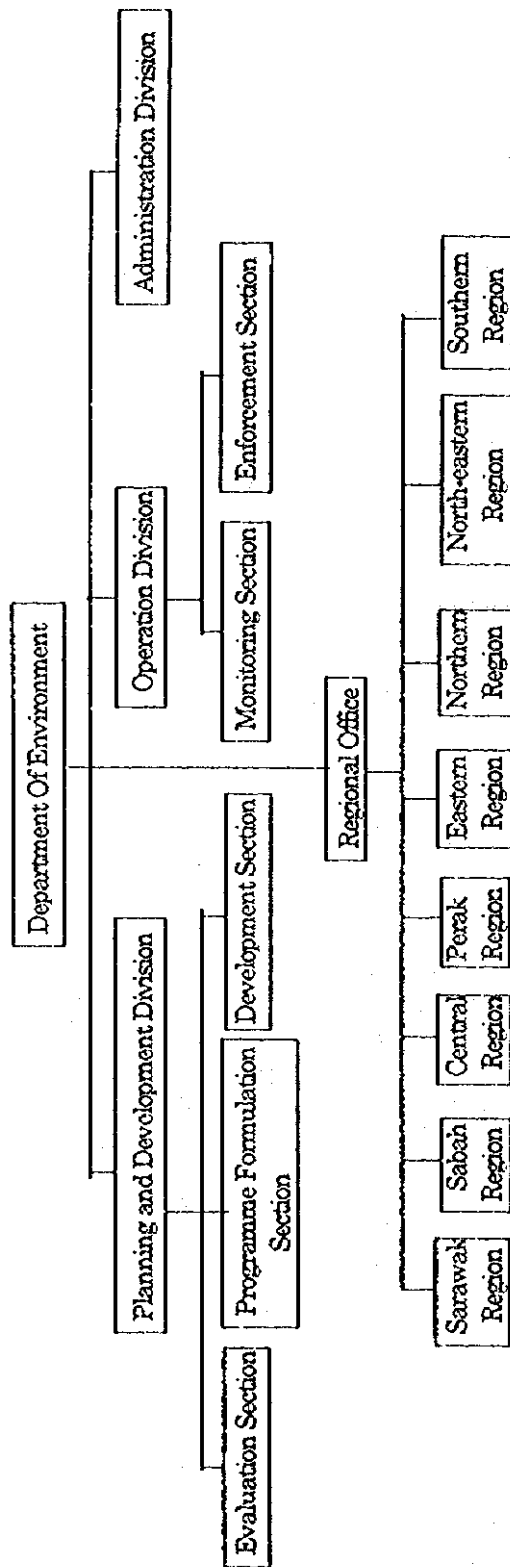 Department Of Environment
Planning and Development Division
Operation Division
Administration Division
Evaluation Section
Programme Formulation
Section
Development Section
Monitoring Section
Enforcement Section
Regional Office
Sarawak
Region
Sabah
Region
Central
Region
Perak
Region
Eastern
Region
Northern
Region
North-eastern
Region
Southern
Region